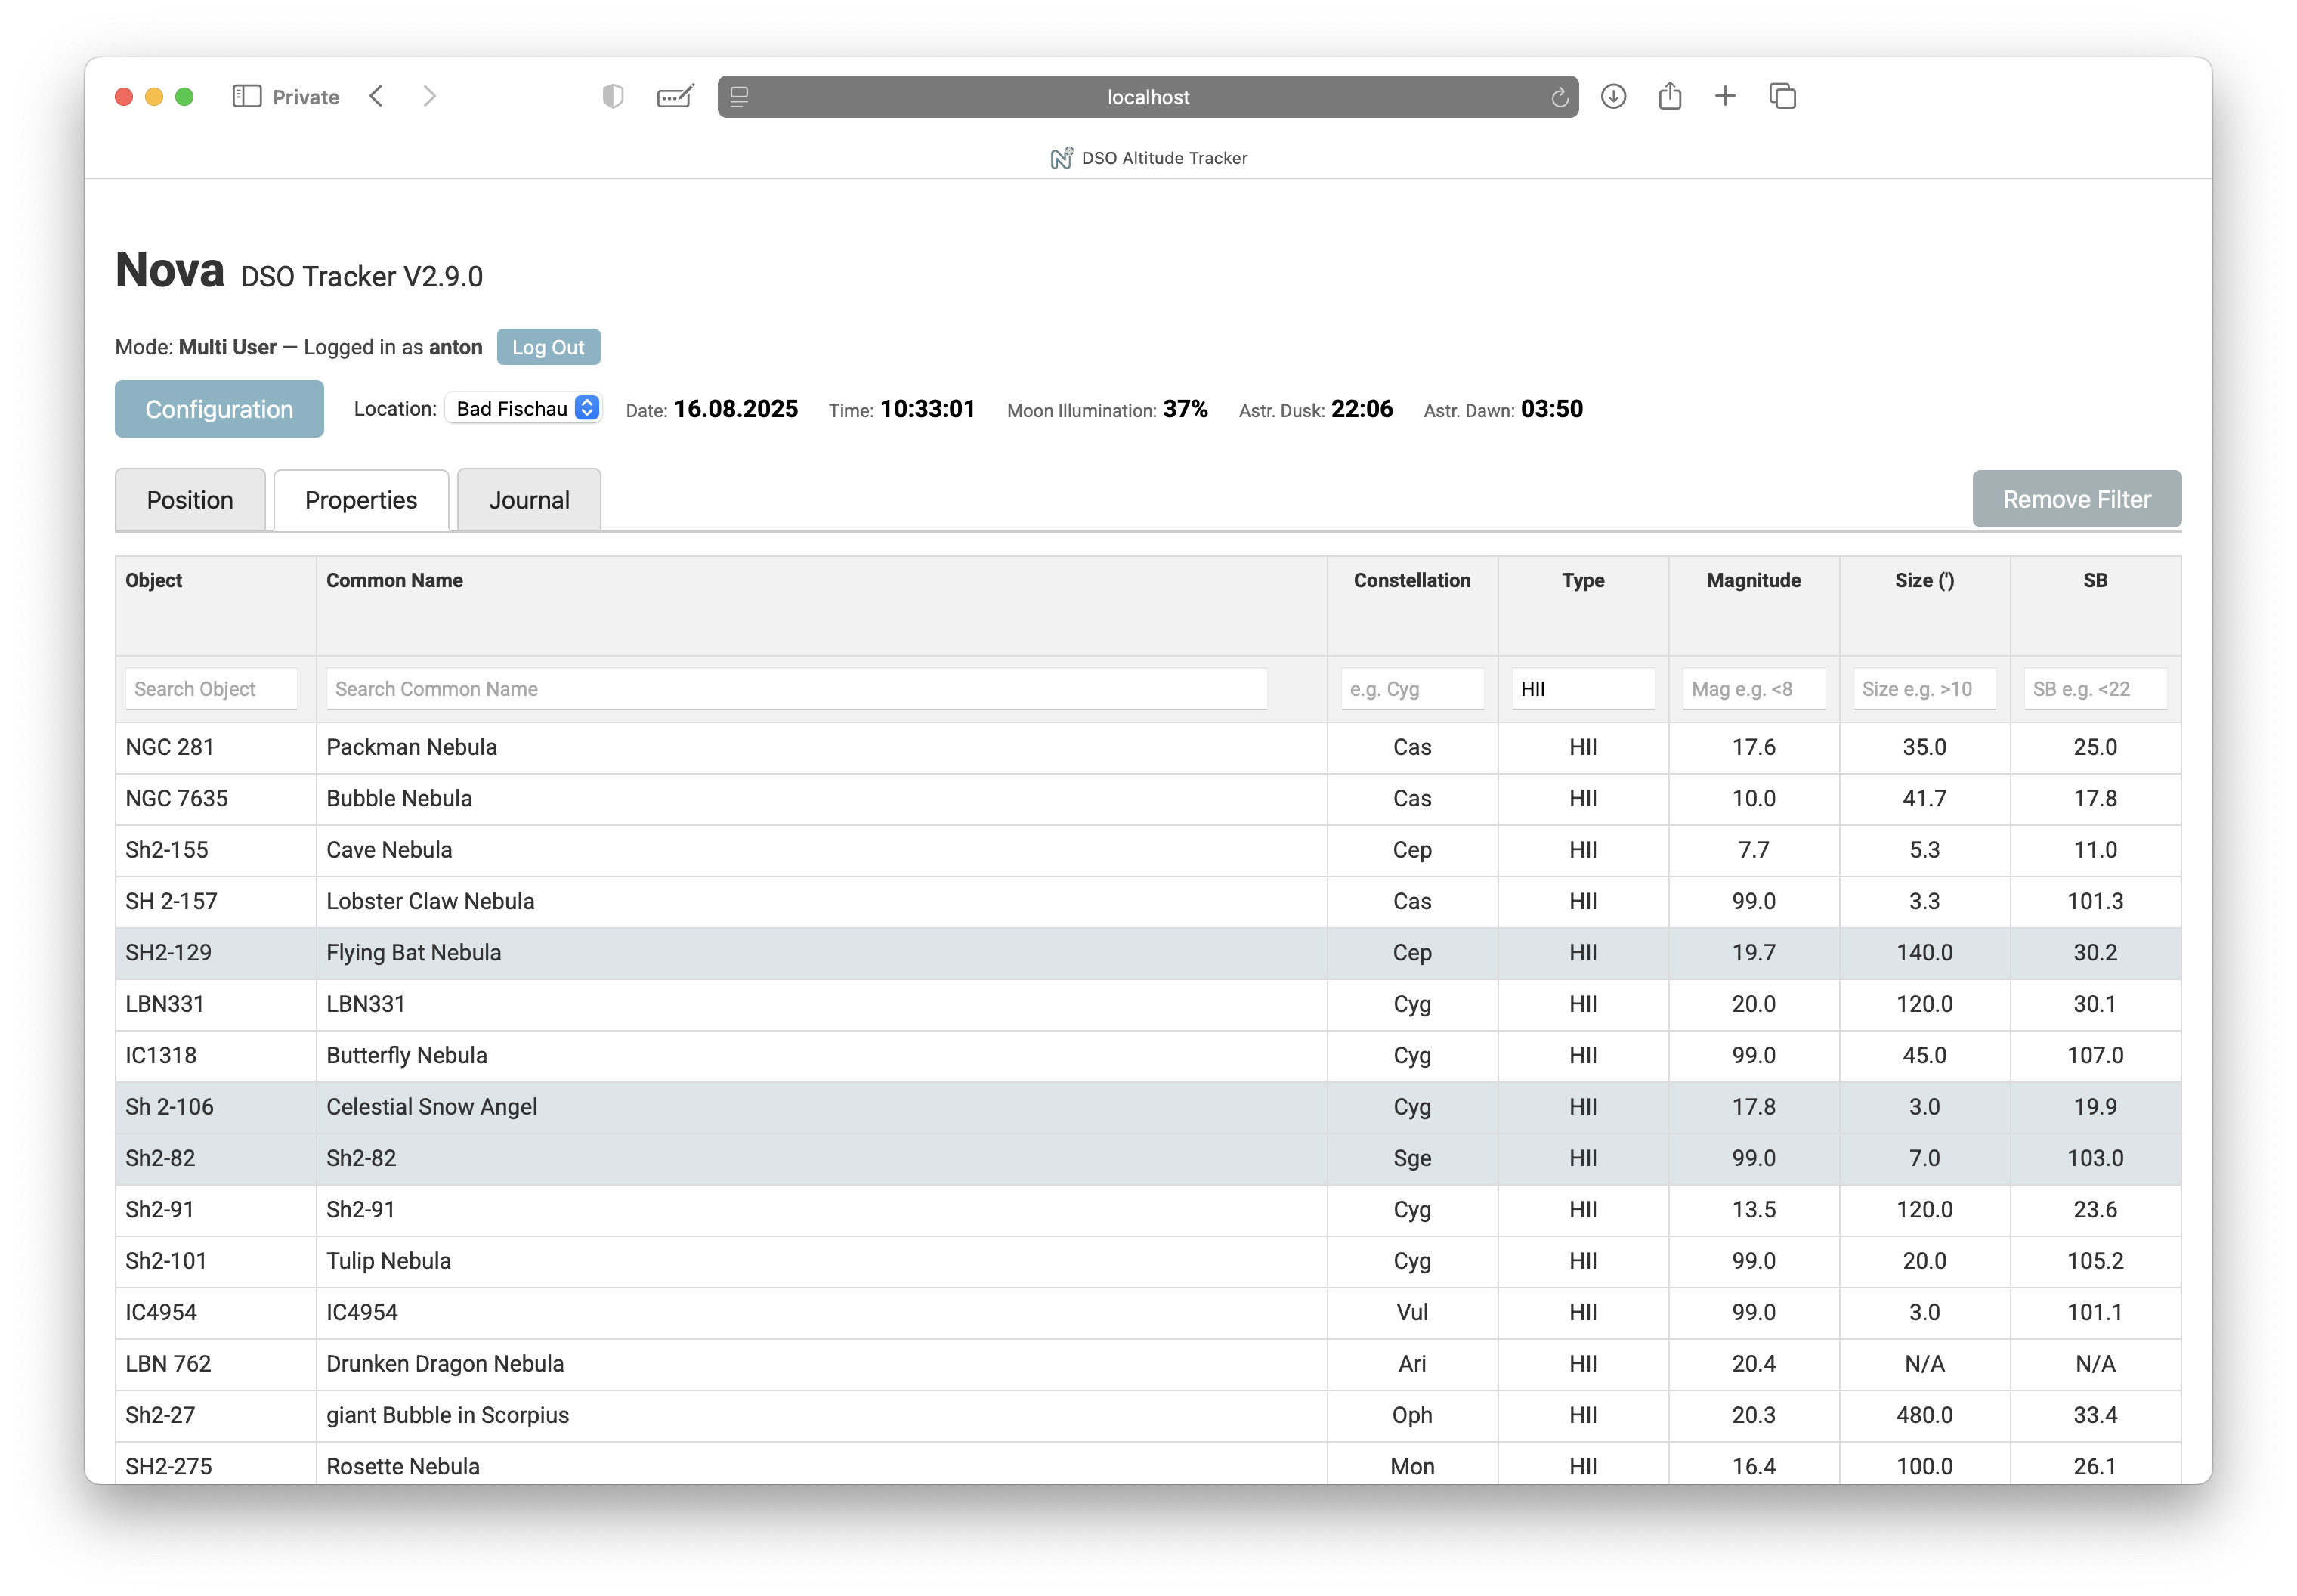 Private
localhost
DSO Altitude Tracker
Nova DSO Tracker V2.9.0
Mode: Multi User — Logged in as anton Log Out
Configuration Location: Bad Fischau Date: 16.08.2025 Time: 10:33:01 Moon Illumination: 37% Astr. Dusk: 22:06 Astr. Dawn: 03:50
Position Properties Journal Remove Filter
Object Common Name Constellation Type Magnitude Size (') SB
Search Object Search Common Name e.g. Cyg HII Mag e.g. <8 Size e.g. >10 SB e.g. <22
NGC 281 Packman Nebula Cas HII 17.6 35.0 25.0
NGC 7635 Bubble Nebula Cas HII 10.0 41.7 17.8
Sh2-155 Cave Nebula Cep HII 7.7 5.3 11.0
SH 2-157 Lobster Claw Nebula Cas HII 99.0 3.3 101.3
SH2-129 Flying Bat Nebula Cep HII 19.7 140.0 30.2
LBN331 LBN331 Cyg HII 20.0 120.0 30.1
IC1318 Butterfly Nebula Cyg HII 99.0 45.0 107.0
Sh 2-106 Celestial Snow Angel Cyg HII 17.8 3.0 19.9
Sh2-82 Sh2-82 Sge HII 99.0 7.0 103.0
Sh2-91 Sh2-91 Cyg HII 13.5 120.0 23.6
Sh2-101 Tulip Nebula Cyg HII 99.0 20.0 105.2
IC4954 IC4954 Vul HII 99.0 3.0 101.1
LBN 762 Drunken Dragon Nebula Ari HII 20.4 N/A N/A
Sh2-27 giant Bubble in Scorpius Oph HII 20.3 480.0 33.4
SH2-275 Rosette Nebula Mon HII 16.4 100.0 26.1